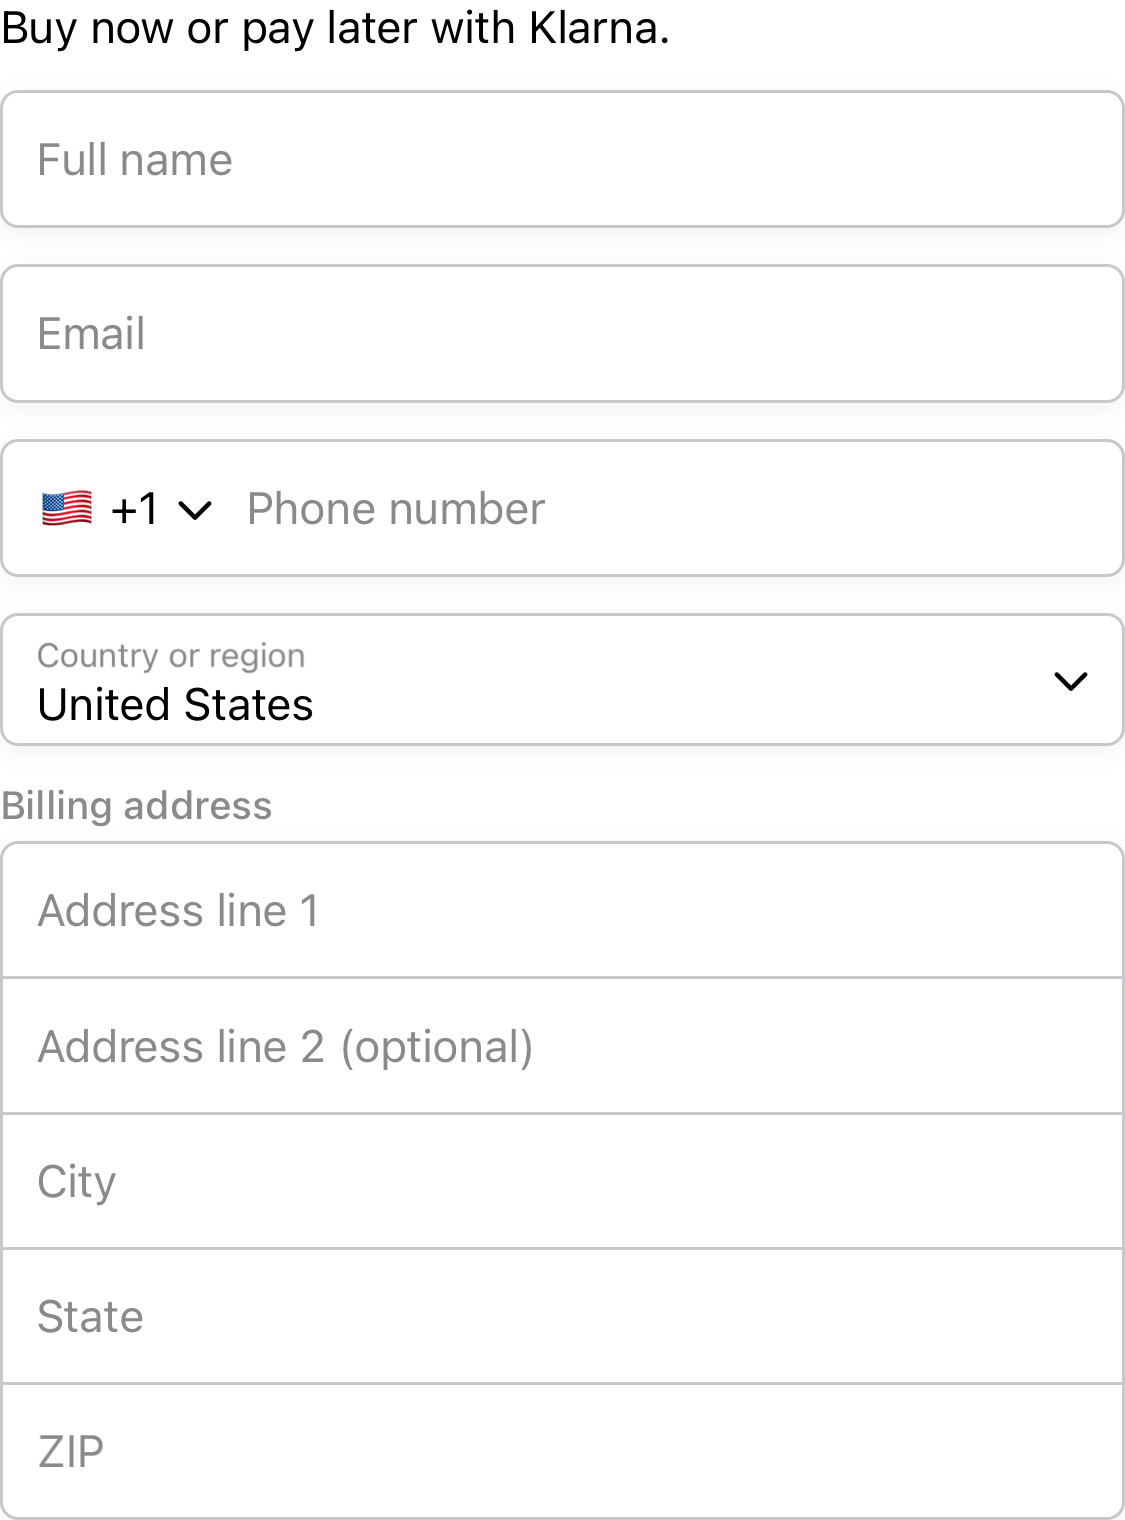 Buy now or pay later with Klarna.
Full name
Email
+1 Phone number
Country or region
United States
Billing address
Address line 1
Address line 2 (optional)
City
State
ZIP